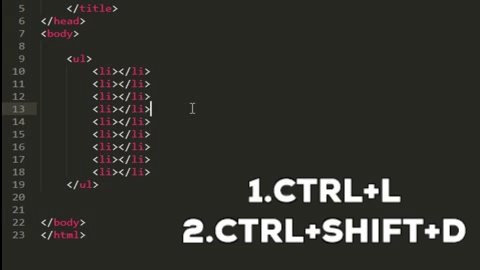 5 </title>
6 </head>
7 <body>
8
9 <ul>
10 <li></li>
11 <li></li>
12 <li></li>
13 <li></li>
14 <li></li>
15 <li></li>
16 <li></li>
17 <li></li>
18 <li></li>
19 </ul>
20
21
22 </body>
23 </html>
1.CTRL+L
2.CTRL+SHIFT+D